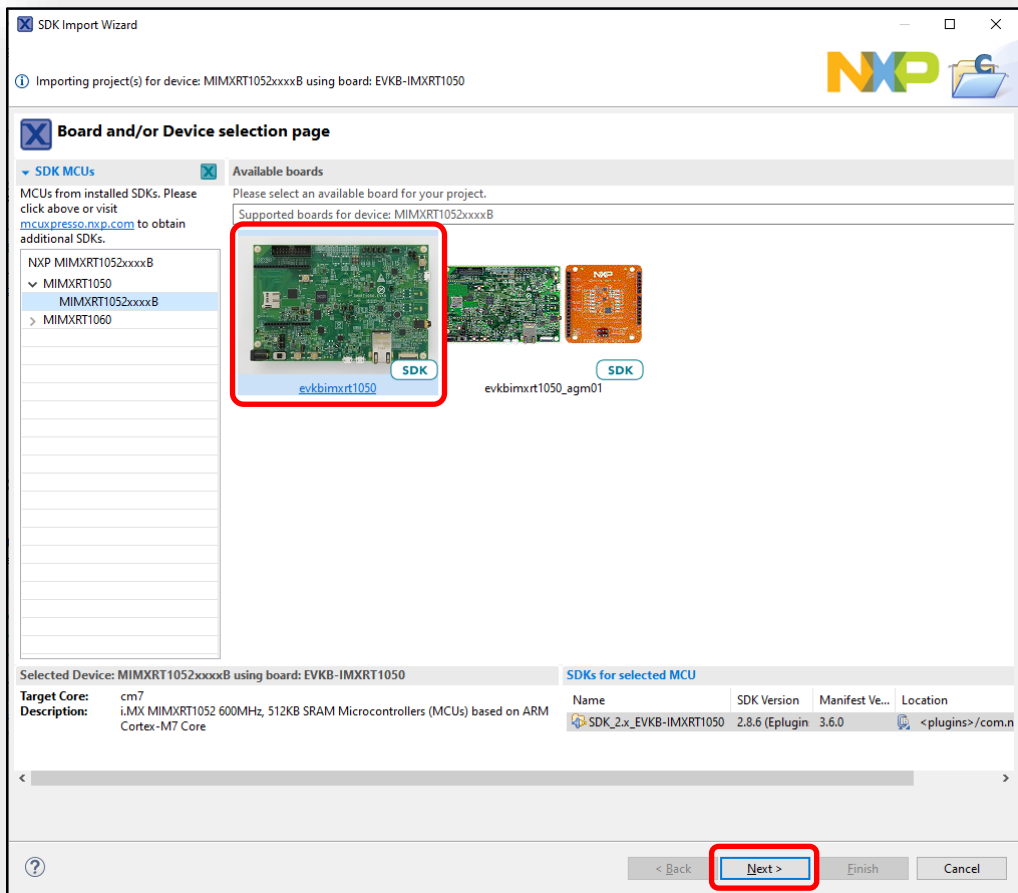 SDK Import Wizard
Importing project(s) for device: MIMXRT1052xxxxB using board: EVKB-IMXRT1050
NXP
C
Board and/or Device selection page
SDK MCUs
MCUs from installed SDKs. Please
click above or visit
mcuxpresso.nxp.com to obtain
additional SDKs.
NXP MIMXRT1052xxxxB
MIMXRT1050
MIMXRT1052xxxxB
MIMXRT1060
Available boards
Please select an available board for your project.
Supported boards for device: MIMXRT1052xxxxB
NXP
SDK
SDK
evkbimxrt1050
evkbimxrt1050_agm01
Selected Device: MIMXRT1052xxxxB using board: EVKB-IMXRT1050
Target Core: cm7
Description: i.MX MIMXRT1052 600MHz, 512KB SRAM Microcontrollers (MCUs) based on ARM
Cortex-M7 Core
SDKs for selected MCU
Name SDK Version Manifest Ve... Location
SDK_2.x_EVKB-IMXRT1050 2.8.6 (Eplugin 3.6.0 <plugins>/com.n
< Back Next > Finish Cancel